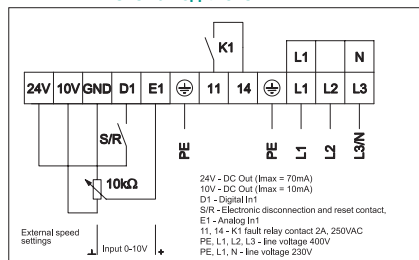 K1
L1 N
24V 10V GND D1 E1 11 14 L1 L2 L3
S/R
PE PE L1 L2 L3/N
10kΩ
24V - DC Out (Imax = 70mA)
10V - DC Out (Imax = 10mA)
D1 - Digital In1
S/R - Electronic disconnection and reset contact,
E1 - Analog In1
11, 14 - K1 fault relay contact 2A, 250VAC
PE, L1, L2, L3 - line voltage 400V
PE, L1, N - line voltage 230V
External speed
settings
⊥ Input 0-10V +